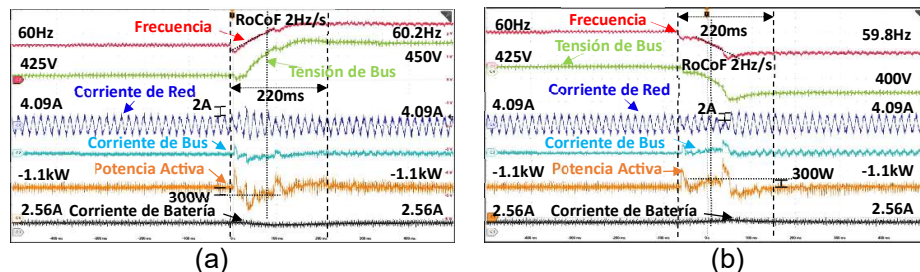 Frecuencia
RoCoF 2Hz/s
60Hz
60.2Hz
450V
425V
Tensión de Bus
220ms
Corriente de Red
4.09A
2A
4.09A
Corriente de Bus
Potencia Activa
-1.1kW
-1.1kW
300W
2.56A
Corriente de Batería
2.56A
(a)
Frecuencia
220ms
60Hz
59.8Hz
Tensión de Bus
425V
RoCoF 2Hz/s
400V
Corriente de Red
4.09A
2A
4.09A
Corriente de Bus
Potencia Activa
-1.1kW
300W
-1.1kW
2.56A
Corriente de Batería
2.56A
(b)